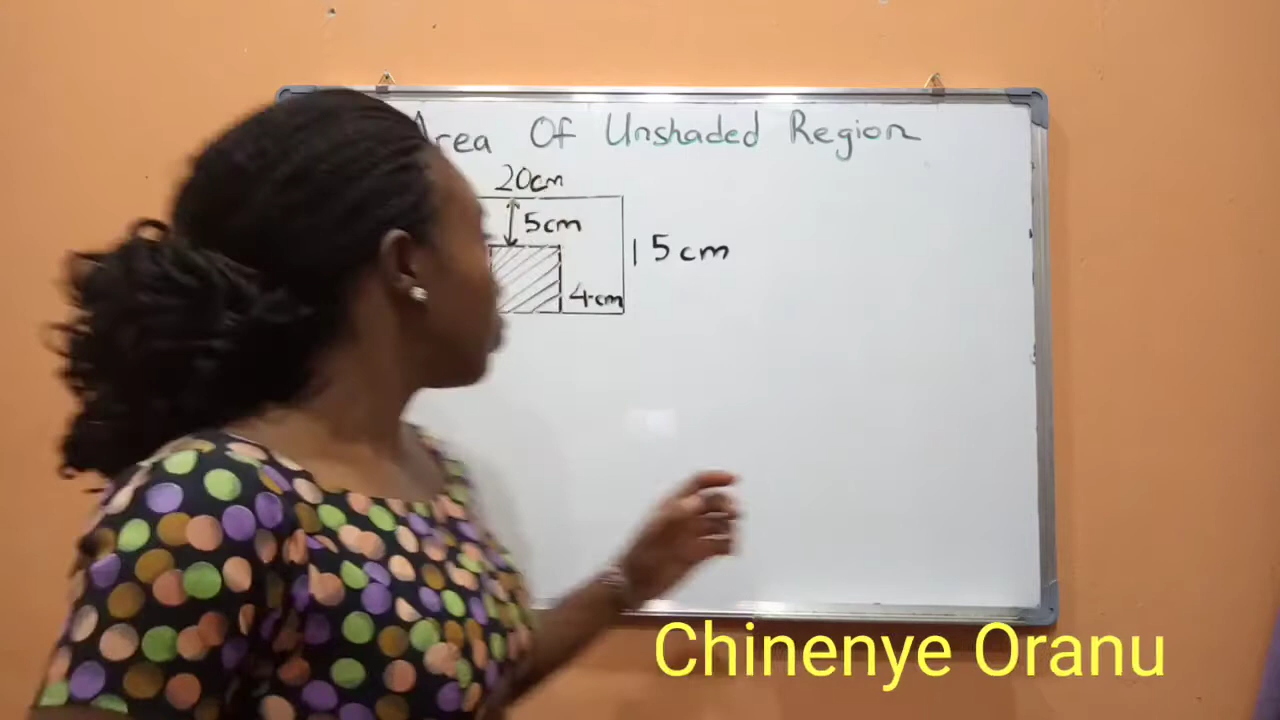 Area Of Unshaded Region
20cm
5cm
15cm
4cm
Chinenye Oranu